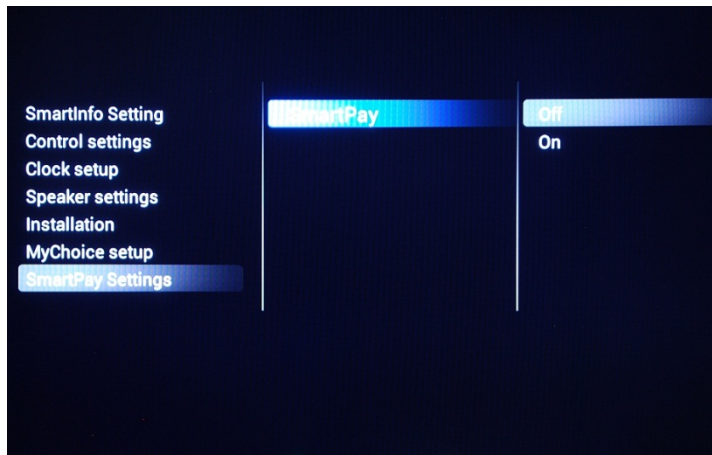 SmartInfo Setting
Control settings
Clock setup
Speaker settings
Installation
MyChoice setup
SmartPay Settings
SmartPay
Off
On